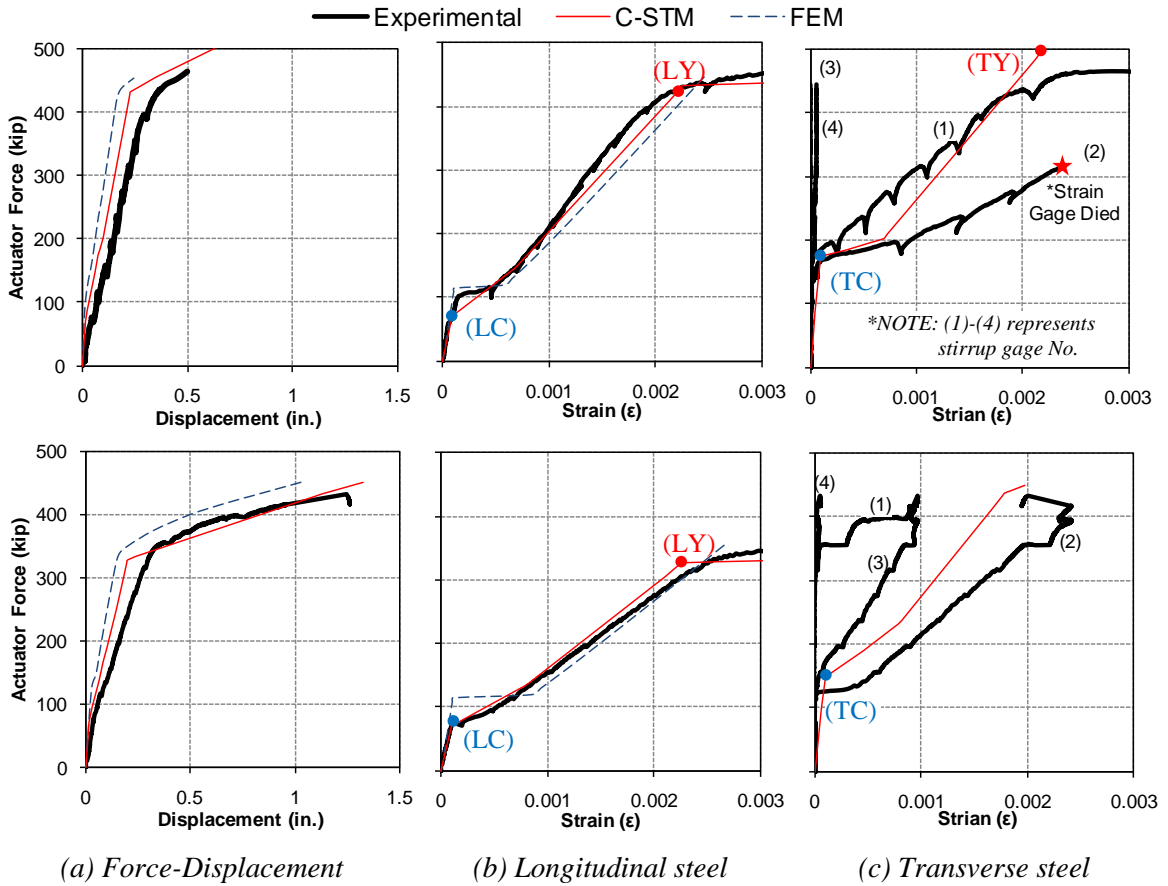 Experimental C-STM FEM
500
400
300
200
100
0
Actuator Force (kip)
0 0.5 1 1.5
Displacement (in.)
(LY)
(LC)
0 0.001 0.002 0.003
Strain (ε)
(3)
(TY)
(4)
(1)
(2)
*Strain
Gage Died
(TC)
*NOTE: (1)-(4) represents
stirrup gage No.
0 0.001 0.002 0.003
Strian (ε)
500
400
300
200
100
0
Actuator Force (kip)
0 0.5 1 1.5
Displacement (in.)
(LY)
(LC)
0 0.001 0.002 0.003
Strain (ε)
(4)
(1)
(2)
(3)
(TC)
0 0.001 0.002 0.003
Strian (ε)
(a) Force-Displacement
(b) Longitudinal steel
(c) Transverse steel